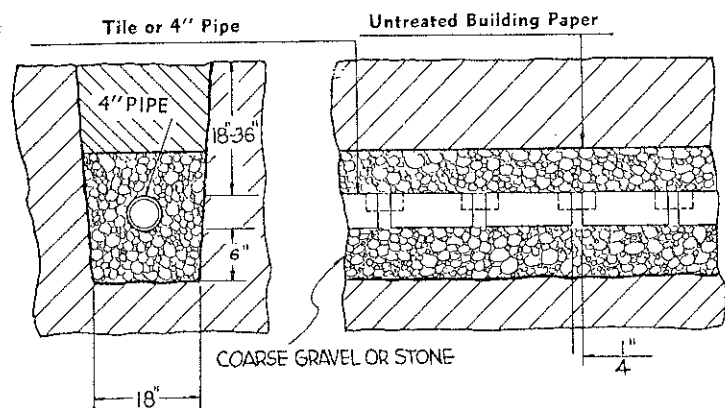 Tile or 4" Pipe
Untreated Building Paper
4" PIPE
18"-36"
6"
18"
COARSE GRAVEL OR STONE
1"
4